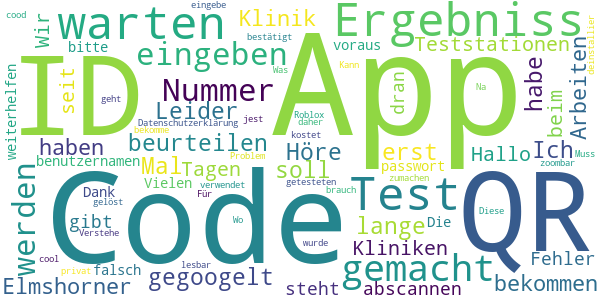 cood
eingebe
bestätigt
Wir
warten
Klinik
Ergebniss
deinstallier
bitte
eingeben
Was
voraus
Teststationen
Kann
weiterhelfen
ID
seit
Nummer
App
dran
habe
beim
Arbeiten
geht
Leider
Roblox
Na
Datenschutzerklärung
jest
daher
haben
beurteilen
kostet
erst
Hallo
Ich
benutzernamen
Mal
bekomme
Tagen
Höre
passwort
zoombar
Muss
Problem
soll
zumachen
werden
Code
Dank
Vielen
verwendet
getesteten
brauch
Test
QR
gibt
gelöst
Für
Wo
lange
Die
Diese
Verstehe
wurde
Kliniken
Fehler
cool
privat
falsch
lesbar
gegoogelt
gemacht
Elmshorner
steht
abscannen
bekommen